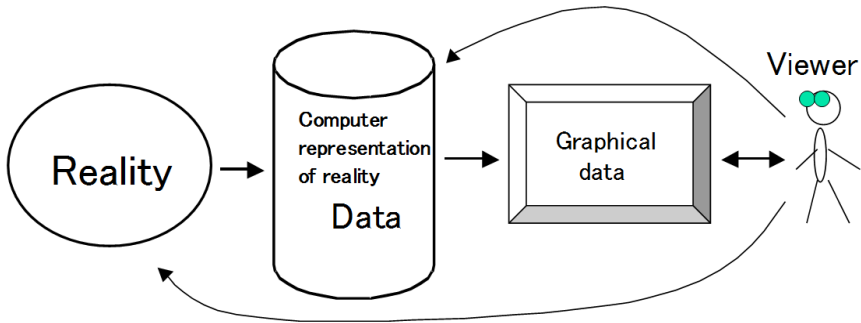 Reality
Computer
representation
of reality
Data
Graphical
data
Viewer